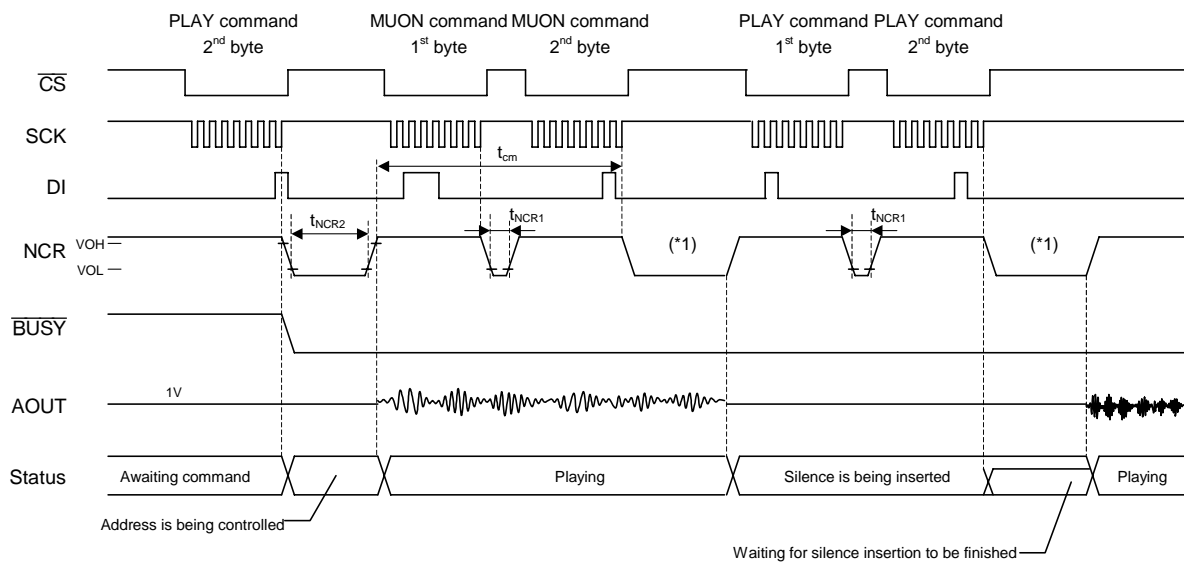 PLAY command MUON command MUON command PLAY command PLAY command
2nd byte 1st byte 2nd byte 1st byte 2nd byte
CS
SCK
tcm
DI
tNCR2 tNCR1 tNCR1
VOH
NCR (*1) (*1)
VOL
BUSY
1V
AOUT
Status Awaiting command Playing Silence is being inserted Playing
Address is being controlled
Waiting for silence insertion to be finished